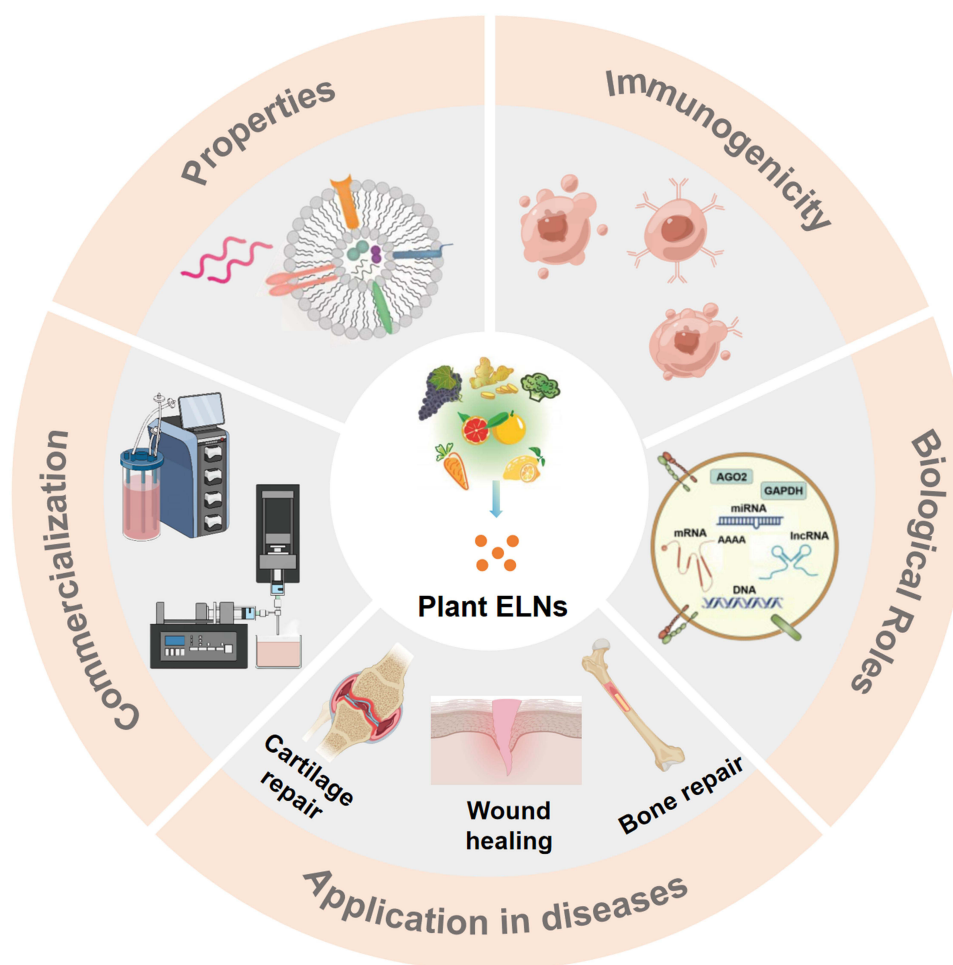 Properties
Immunogenicity
Commercialization
Biological Roles
AGO2
GAPDH
miRNA
mRNA
AAAA
lncRNA
DNA
Plant ELNs
Cartilage
repair
Wound
healing
Bone repair
Application in diseases